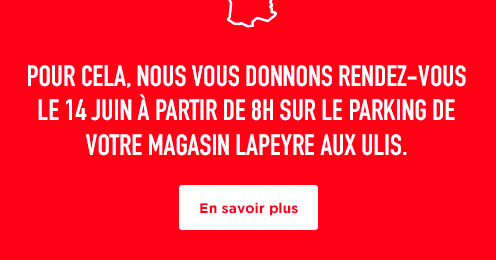 POUR CELA, NOUS VOUS DONNONS RENDEZ-VOUS
LE 14 JUIN À PARTIR DE 8H SUR LE PARKING DE
VOTRE MAGASIN LAPEYRE AUX ULIS.
En savoir plus